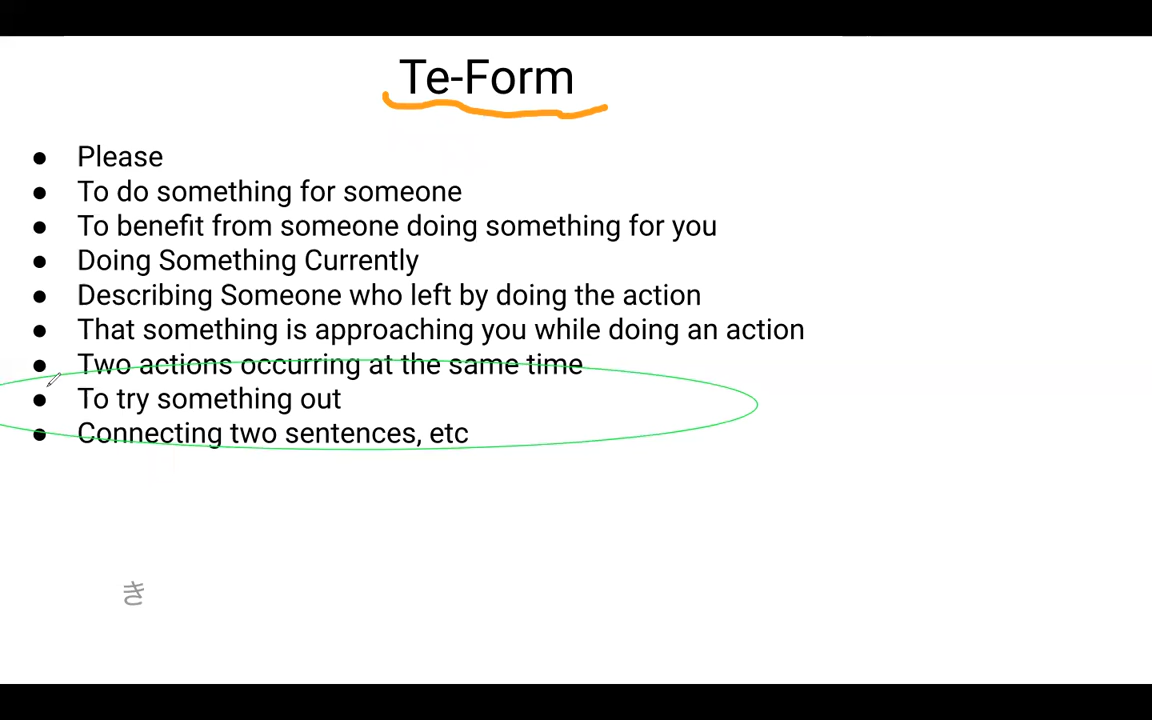 Te-Form
● Please
● To do something for someone
● To benefit from someone doing something for you
● Doing Something Currently
● Describing Someone who left by doing the action
● That something is approaching you while doing an action
● Two actions occurring at the same time
● To try something out
● Connecting two sentences, etc
き